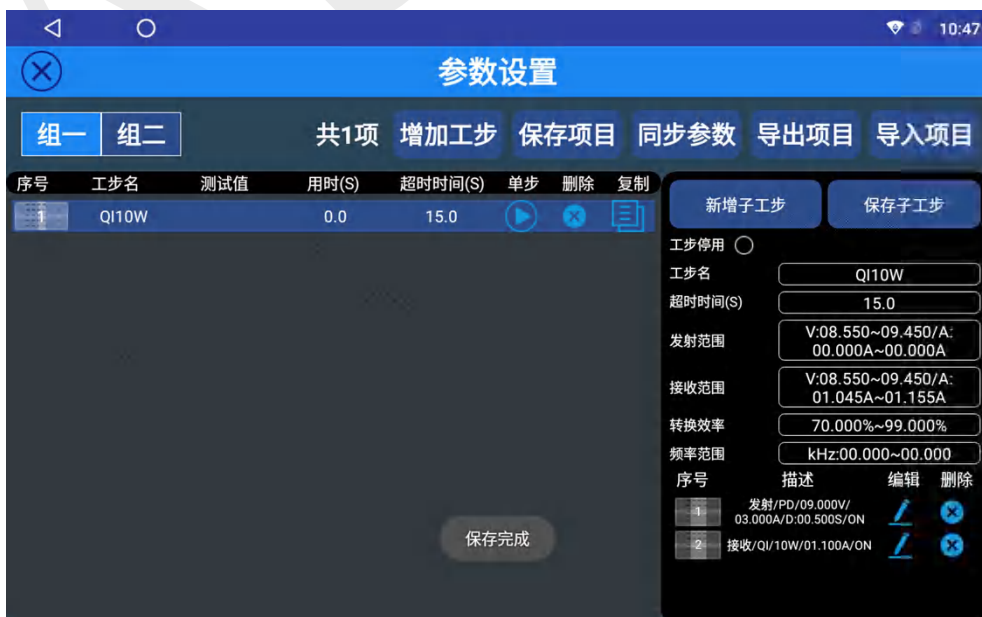 10:47
参数设置
组一 组二 共1项 增加工步 保存项目 同步参数 导出项目 导入项目
序号 工步名 测试值 用时(S) 超时时间(S) 单步 删除 复制
1 QI10W 0.0 15.0
新增子工步 保存子工步
工步停用
工步名 QI10W
超时时间(S) 15.0
发射范围 V:08.550~09.450/A:
00.000A~00.000A
接收范围 V:08.550~09.450/A:
01.045A~01.155A
转换效率 70.000%~99.000%
频率范围 kHz:00.000~00.000
序号 描述 编辑 删除
1 发射/PD/09.000V/
03.000A/D:00.500S/ON
2 接收/QI/10W/01.100A/ON
保存完成